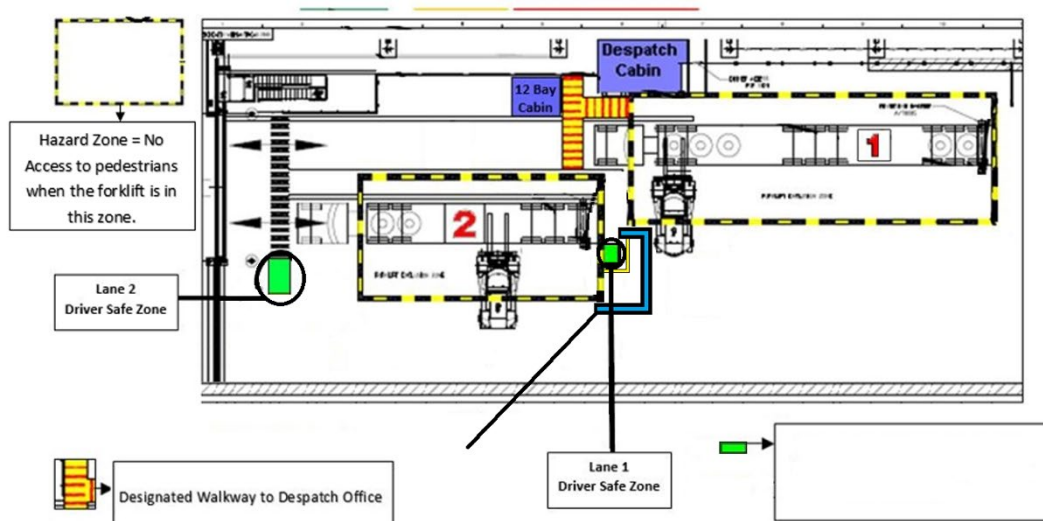 Despatch
Cabin
12 Bay
Cabin
1
2
Hazard Zone = No
Access to pedestrians
when the forklift is in
this zone.
Lane 2
Driver Safe Zone
Designated Walkway to Despatch Office
Lane 1
Driver Safe Zone